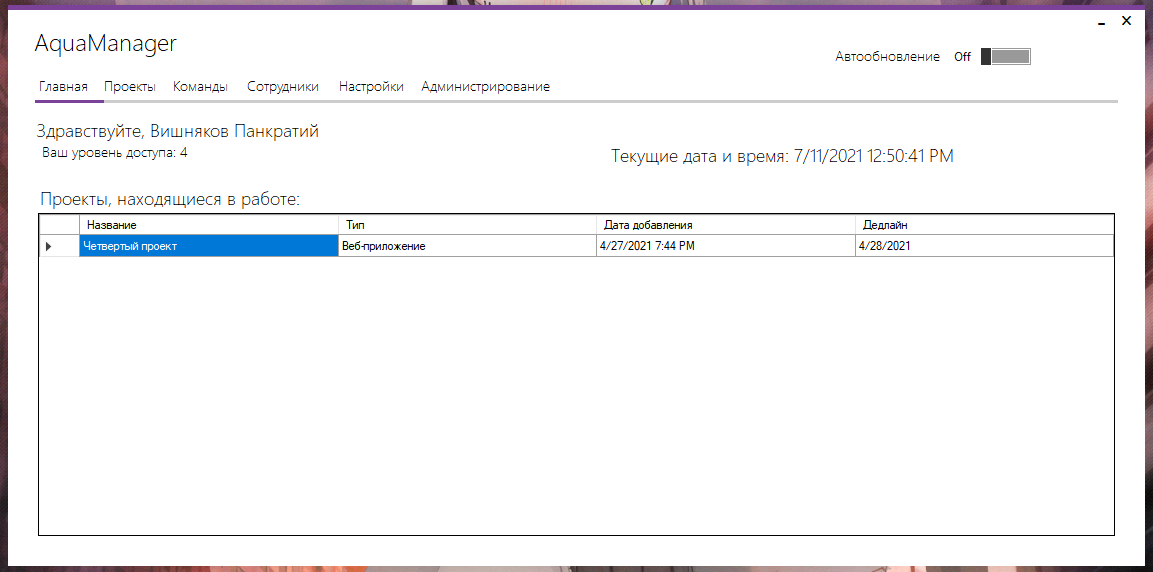 AquaManager
Автообновление Off
Главная Проекты Команды Сотрудники Настройки Администрирование
Здравствуйте, Вишняков Панкратий
Ваш уровень доступа: 4
Текущие дата и время: 7/11/2021 12:50:41 PM
Проекты, находящиеся в работе:
Название Тип Дата добавления Дедлайн
Четвертый проект Веб-приложение 4/27/2021 7:44 PM 4/28/2021